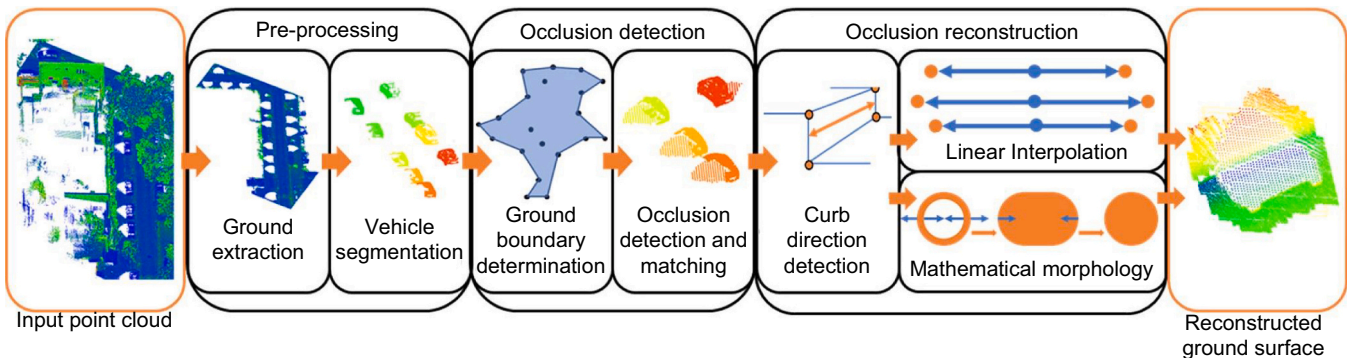 Pre-processing
Occlusion detection
Occlusion reconstruction
Ground
extraction
Vehicle
segmentation
Ground
boundary
determination
Occlusion
detection and
matching
Curb
direction
detection
Linear Interpolation
Mathematical morphology
Input point cloud
Reconstructed
ground surface